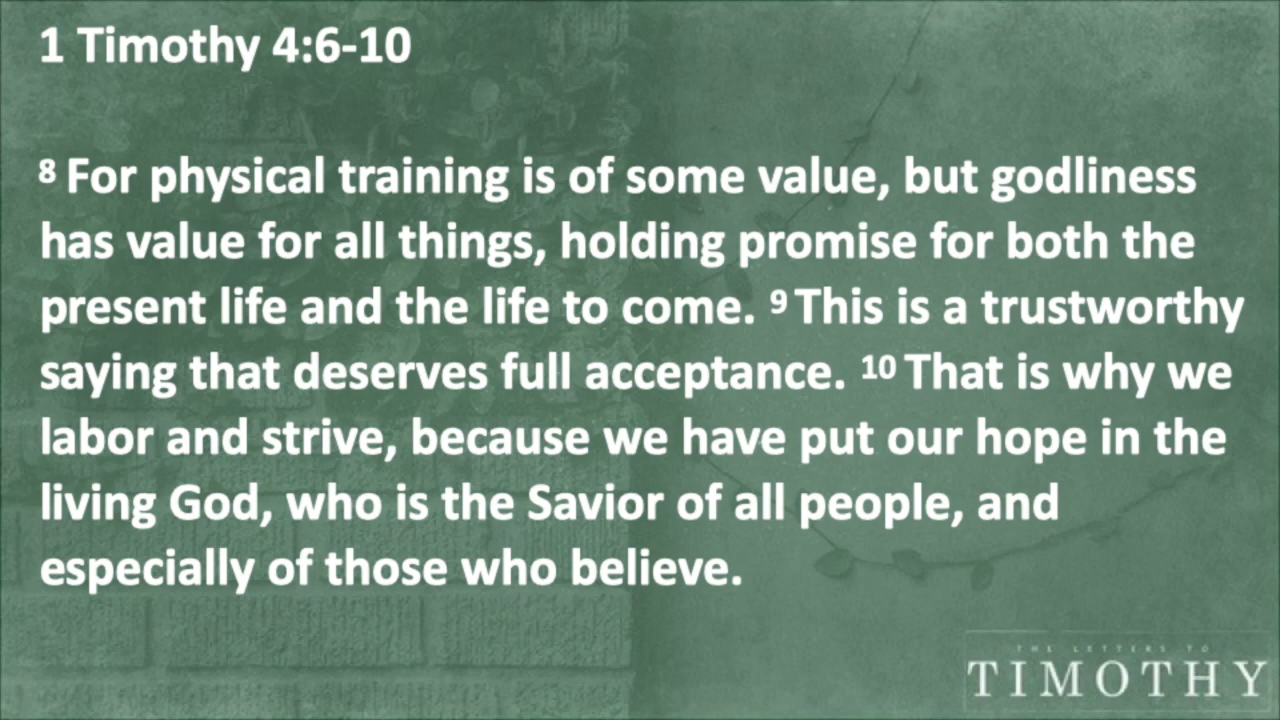 1 Timothy 4:6-10
8 For physical training is of some value, but godliness
has value for all things, holding promise for both the
present life and the life to come. 9 This is a trustworthy
saying that deserves full acceptance. 10 That is why we
labor and strive, because we have put our hope in the
living God, who is the Savior of all people, and
especially of those who believe.
THE LETTERS TO
TIMOTHY